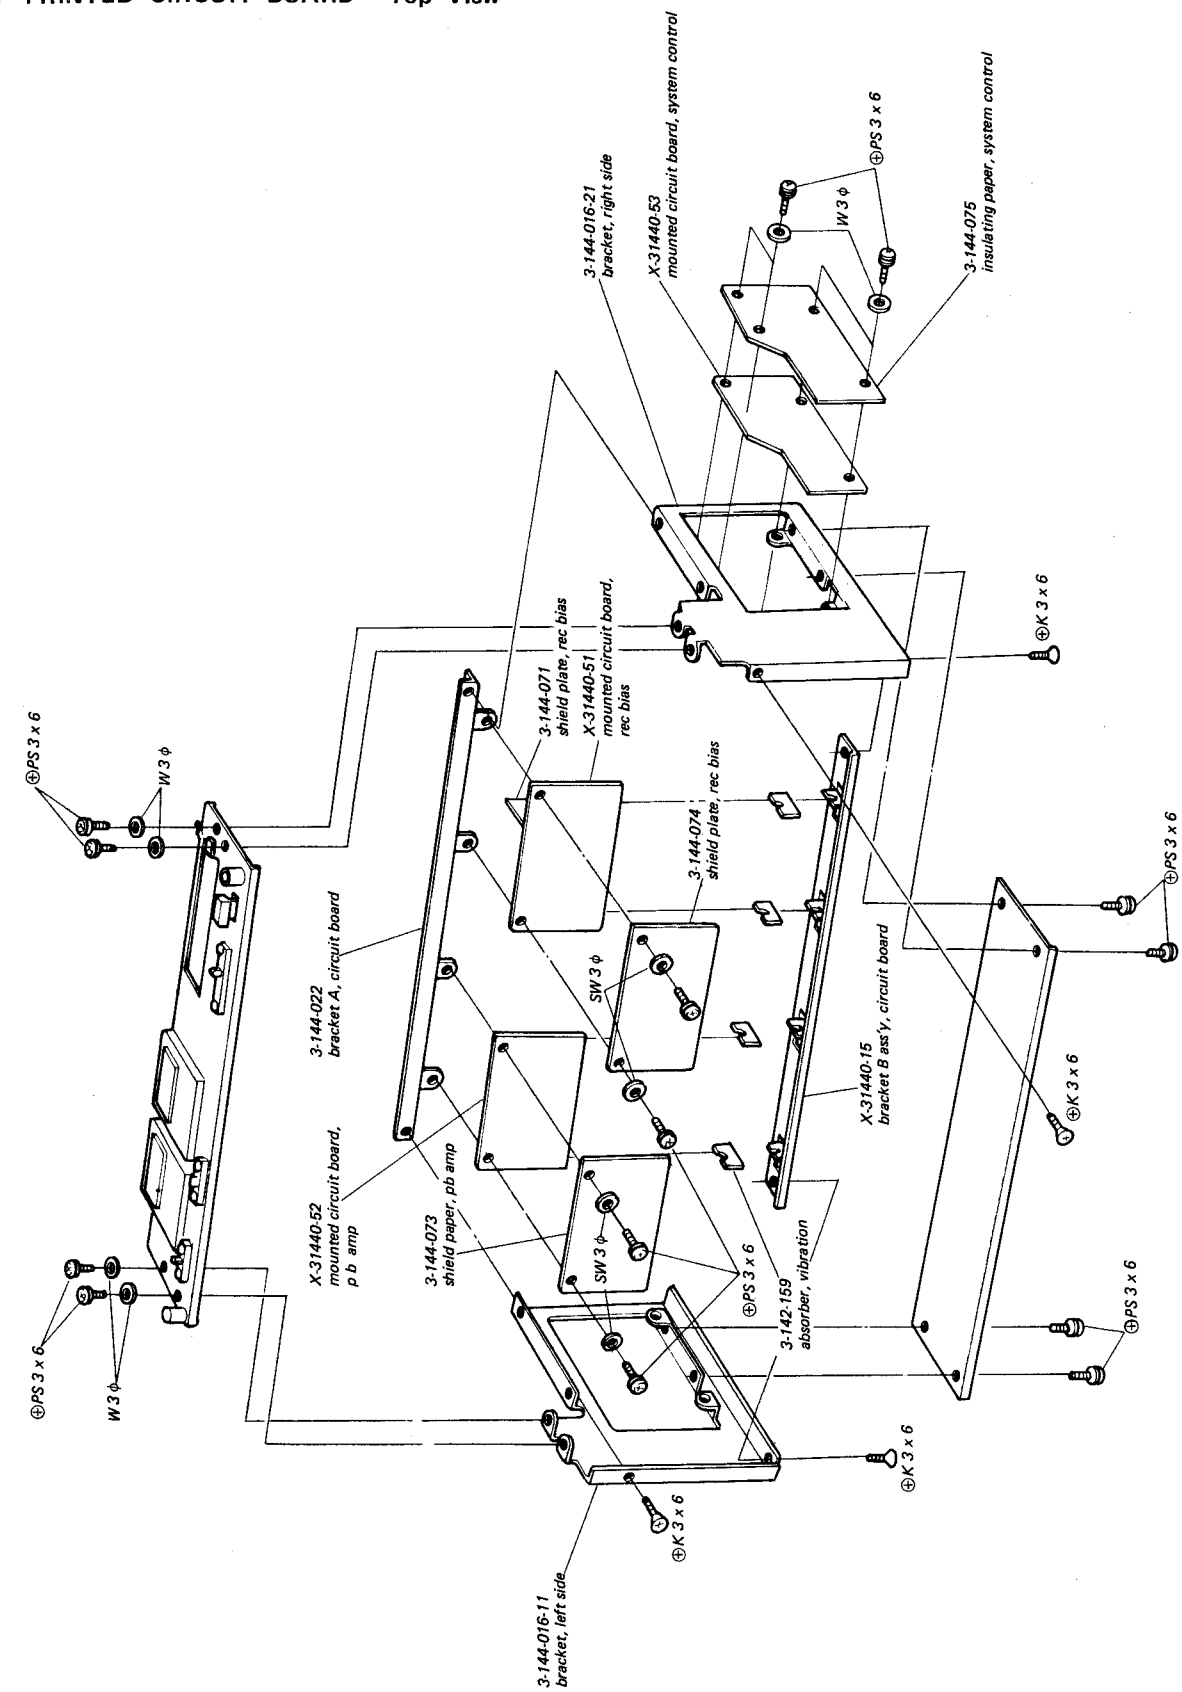 PRINTED CIRCUIT BOARD Top View
⊕PS 3 x 6
W 3 φ
3-144-016-21
bracket, right side
X-31440-53
mounted circuit board, system control
⊕PS 3 x 6
W 3 φ
3-144-075
insulating paper, system control
3-144-071
shield plate, rec bias
X-31440-51
mounted circuit board,
rec bias
3-144-074
shield plate, rec bias
⊕K 3 x 6
3-144-022
bracket A, circuit board
SW 3 φ
X-31440-15
bracket B ass'y, circuit board
⊕K 3 x 6
⊕PS 3 x 6
⊕PS 3 x 6
W 3 φ
X-31440-52
mounted circuit board,
p b amp
3-144-073
shield paper, pb amp
SW 3 φ
⊕PS 3 x 6
3-142-159
absorber, vibration
⊕PS 3 x 6
3-144-016-11
bracket, left side
⊕K 3 x 6
⊕K 3 x 6